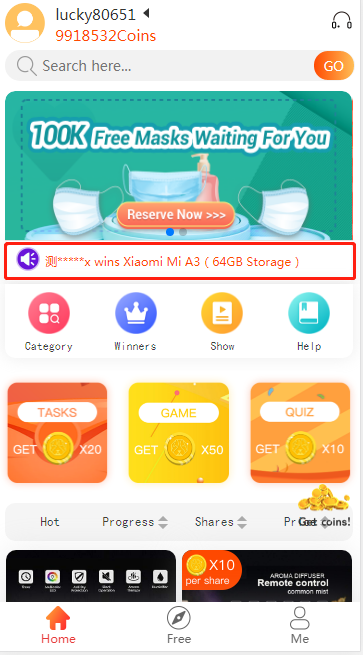 lucky80651
9918532Coins
Search here...
GO
100K Free Masks Waiting For You
Reserve Now >>>
测*****x wins Xiaomi Mi A3 ( 64GB Storage )
Category Winners Show Help
TASKS GAME QUIZ
GET X20 GET X50 GET X10
Get coins!
Hot Progress Shares
X10
per share
AROMA DIFFUSER
Remote control
common mist
Home Free Me